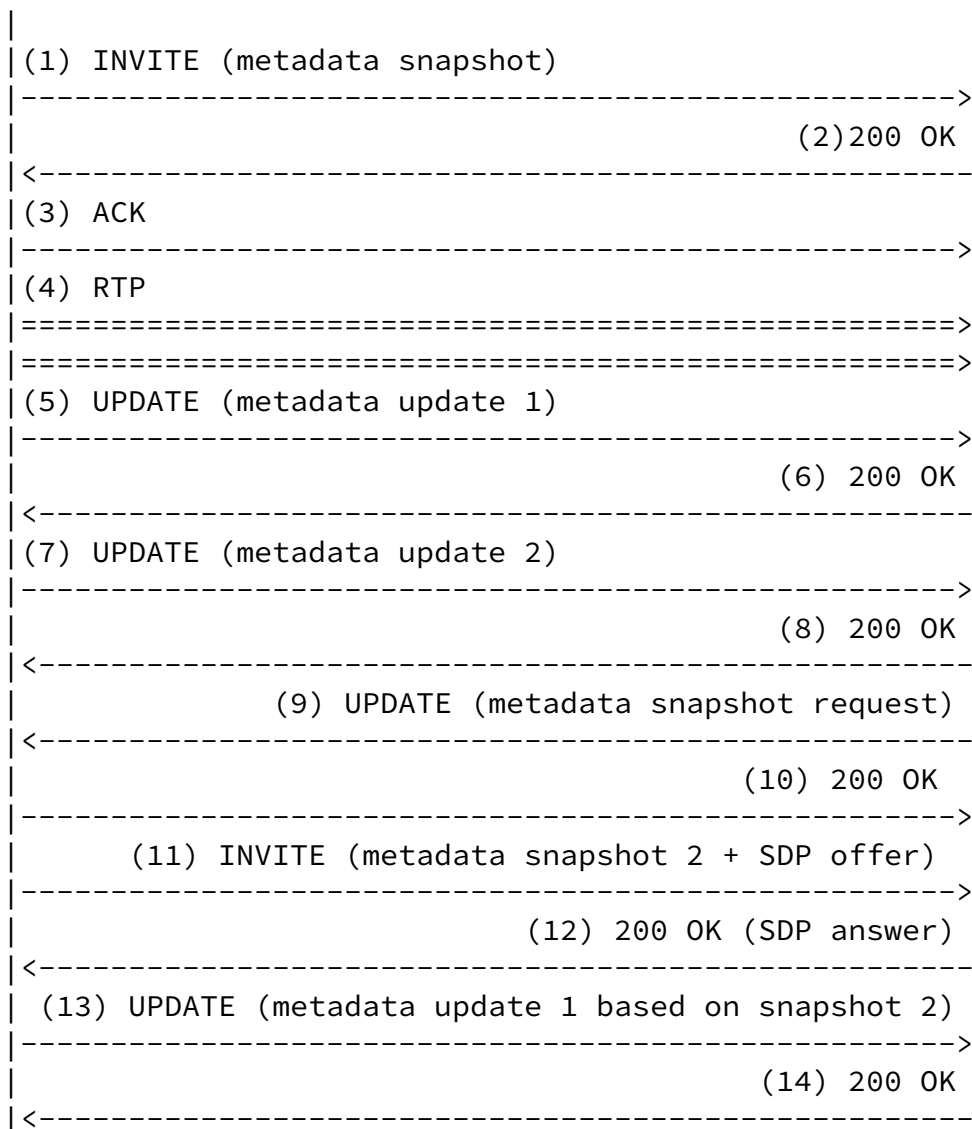 (1) INVITE (metadata snapshot)
(2)200 OK
(3) ACK
(4) RTP
(5) UPDATE (metadata update 1)
(6) 200 OK
(7) UPDATE (metadata update 2)
(8) 200 OK
(9) UPDATE (metadata snapshot request)
(10) 200 OK
(11) INVITE (metadata snapshot 2 + SDP offer)
(12) 200 OK (SDP answer)
(13) UPDATE (metadata update 1 based on snapshot 2)
(14) 200 OK